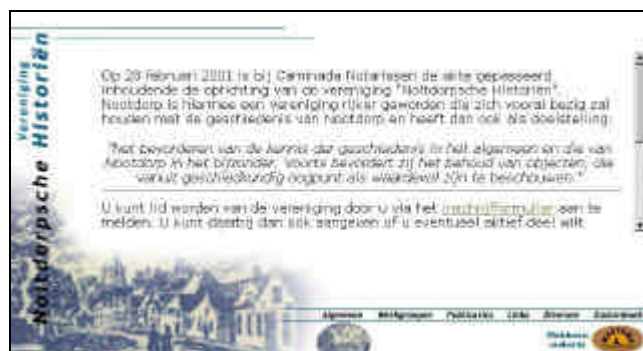 Vereniging
Noitdorpsche Historiën
Op 28 februari 2001 is bij Caminada Notarissen de akte gepasseerd
inhoudende de oprichting van de vereniging "Noitdorpsche Historiën".
Nootdorp is hiermee een vereniging rijker geworden die zich vooral bezig zal
houden met de geschiedenis van Nootdorp en heeft dan ook als doelstelling:
"het bevorderen van de kennis der geschiedenis in het algemeen en die van
Nootdorp in het bijzonder. Voorts bevordert zij het behoud van objecten, die
vanuit geschiedkundig oogpunt als waardevol zijn te beschouwen."
U kunt lid worden van de vereniging door u via het inschrijfformulier aan te
melden. U kunt daarbij dan ook aangeven of u eventueel aktief deel wilt
Algemeen Werkgroepen Publicaties Links Bronnen Gastenboek